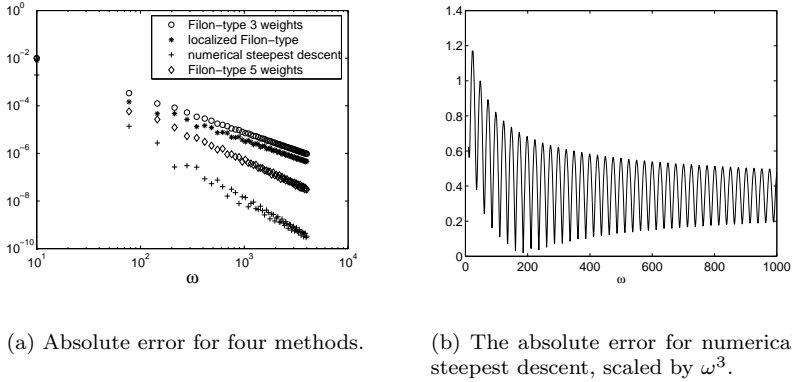 10^0
10^-2
10^-4
10^-6
10^-8
10^-10
10^1
10^2
10^3
10^4
ω
Filon−type 3 weights
localized Filon−type
numerical steepest descent
Filon−type 5 weights
1.4
1.2
1
0.8
0.6
0.4
0.2
0
0
200
400
600
800
1000
ω
(a) Absolute error for four methods.
(b) The absolute error for numerical
steepest descent, scaled by ω^3.